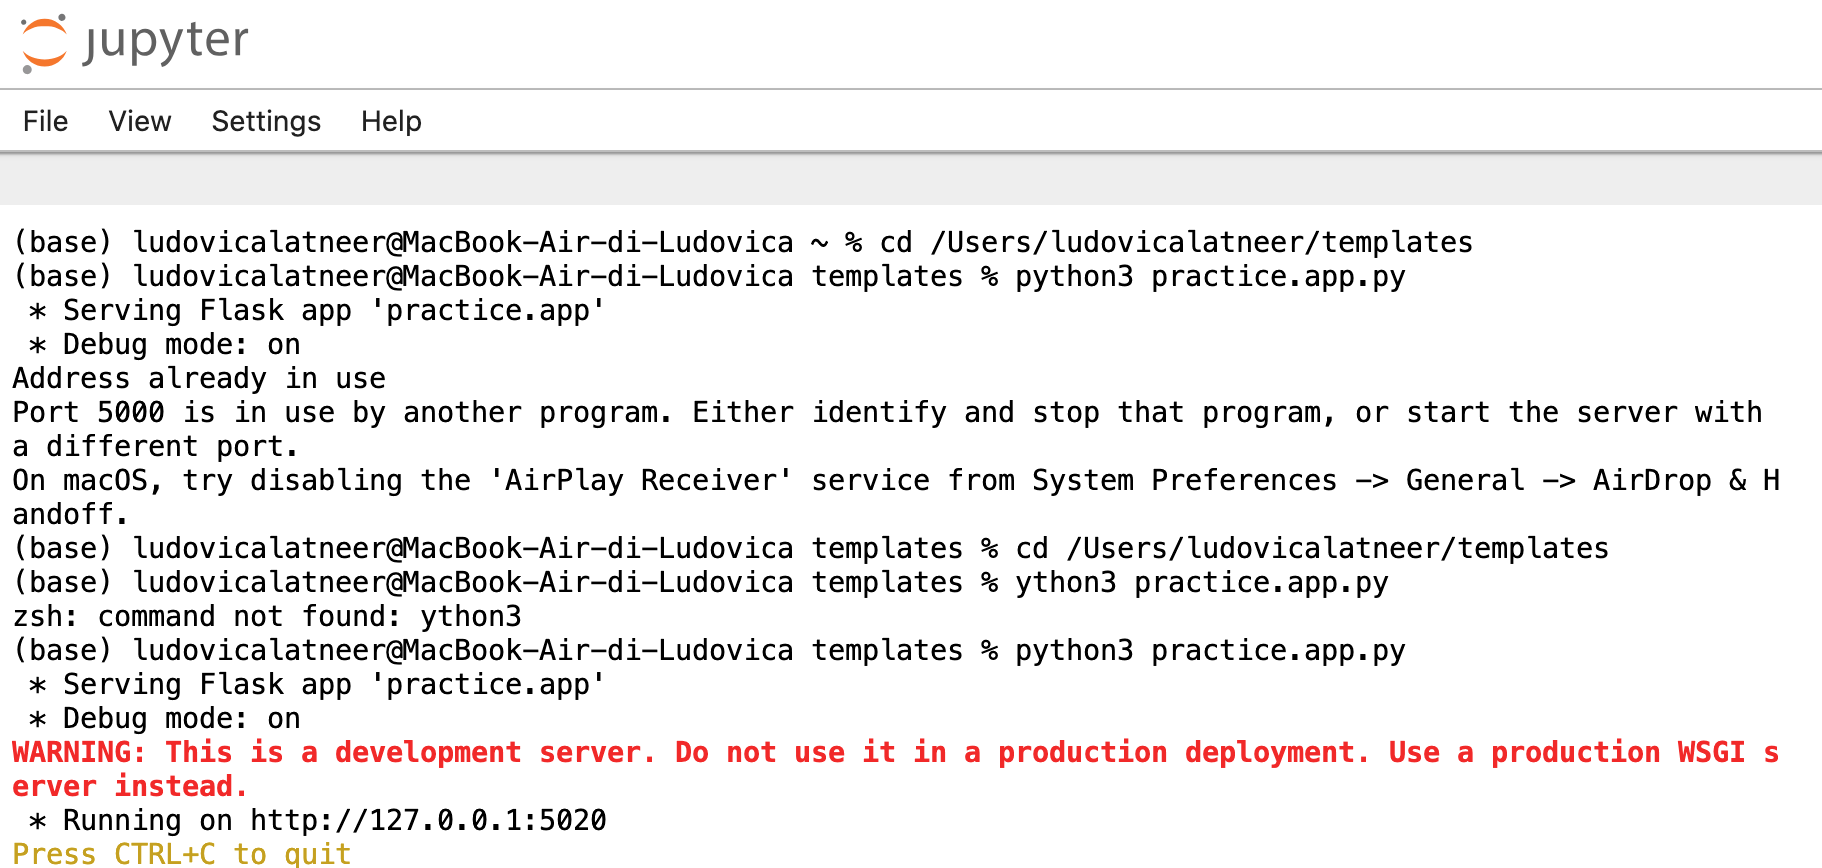 jupyter
File View Settings Help
(base) ludovicalatneer@MacBook-Air-di-Ludovica ~ % cd /Users/ludovicalatneer/templates
(base) ludovicalatneer@MacBook-Air-di-Ludovica templates % python3 practice.app.py
 * Serving Flask app 'practice.app'
 * Debug mode: on
Address already in use
Port 5000 is in use by another program. Either identify and stop that program, or start the server with
a different port.
On macOS, try disabling the 'AirPlay Receiver' service from System Preferences -> General -> AirDrop & H
andoff.
(base) ludovicalatneer@MacBook-Air-di-Ludovica templates % cd /Users/ludovicalatneer/templates
(base) ludovicalatneer@MacBook-Air-di-Ludovica templates % ython3 practice.app.py
zsh: command not found: ython3
(base) ludovicalatneer@MacBook-Air-di-Ludovica templates % python3 practice.app.py
 * Serving Flask app 'practice.app'
 * Debug mode: on
WARNING: This is a development server. Do not use it in a production deployment. Use a production WSGI s
erver instead.
 * Running on http://127.0.0.1:5020
Press CTRL+C to quit